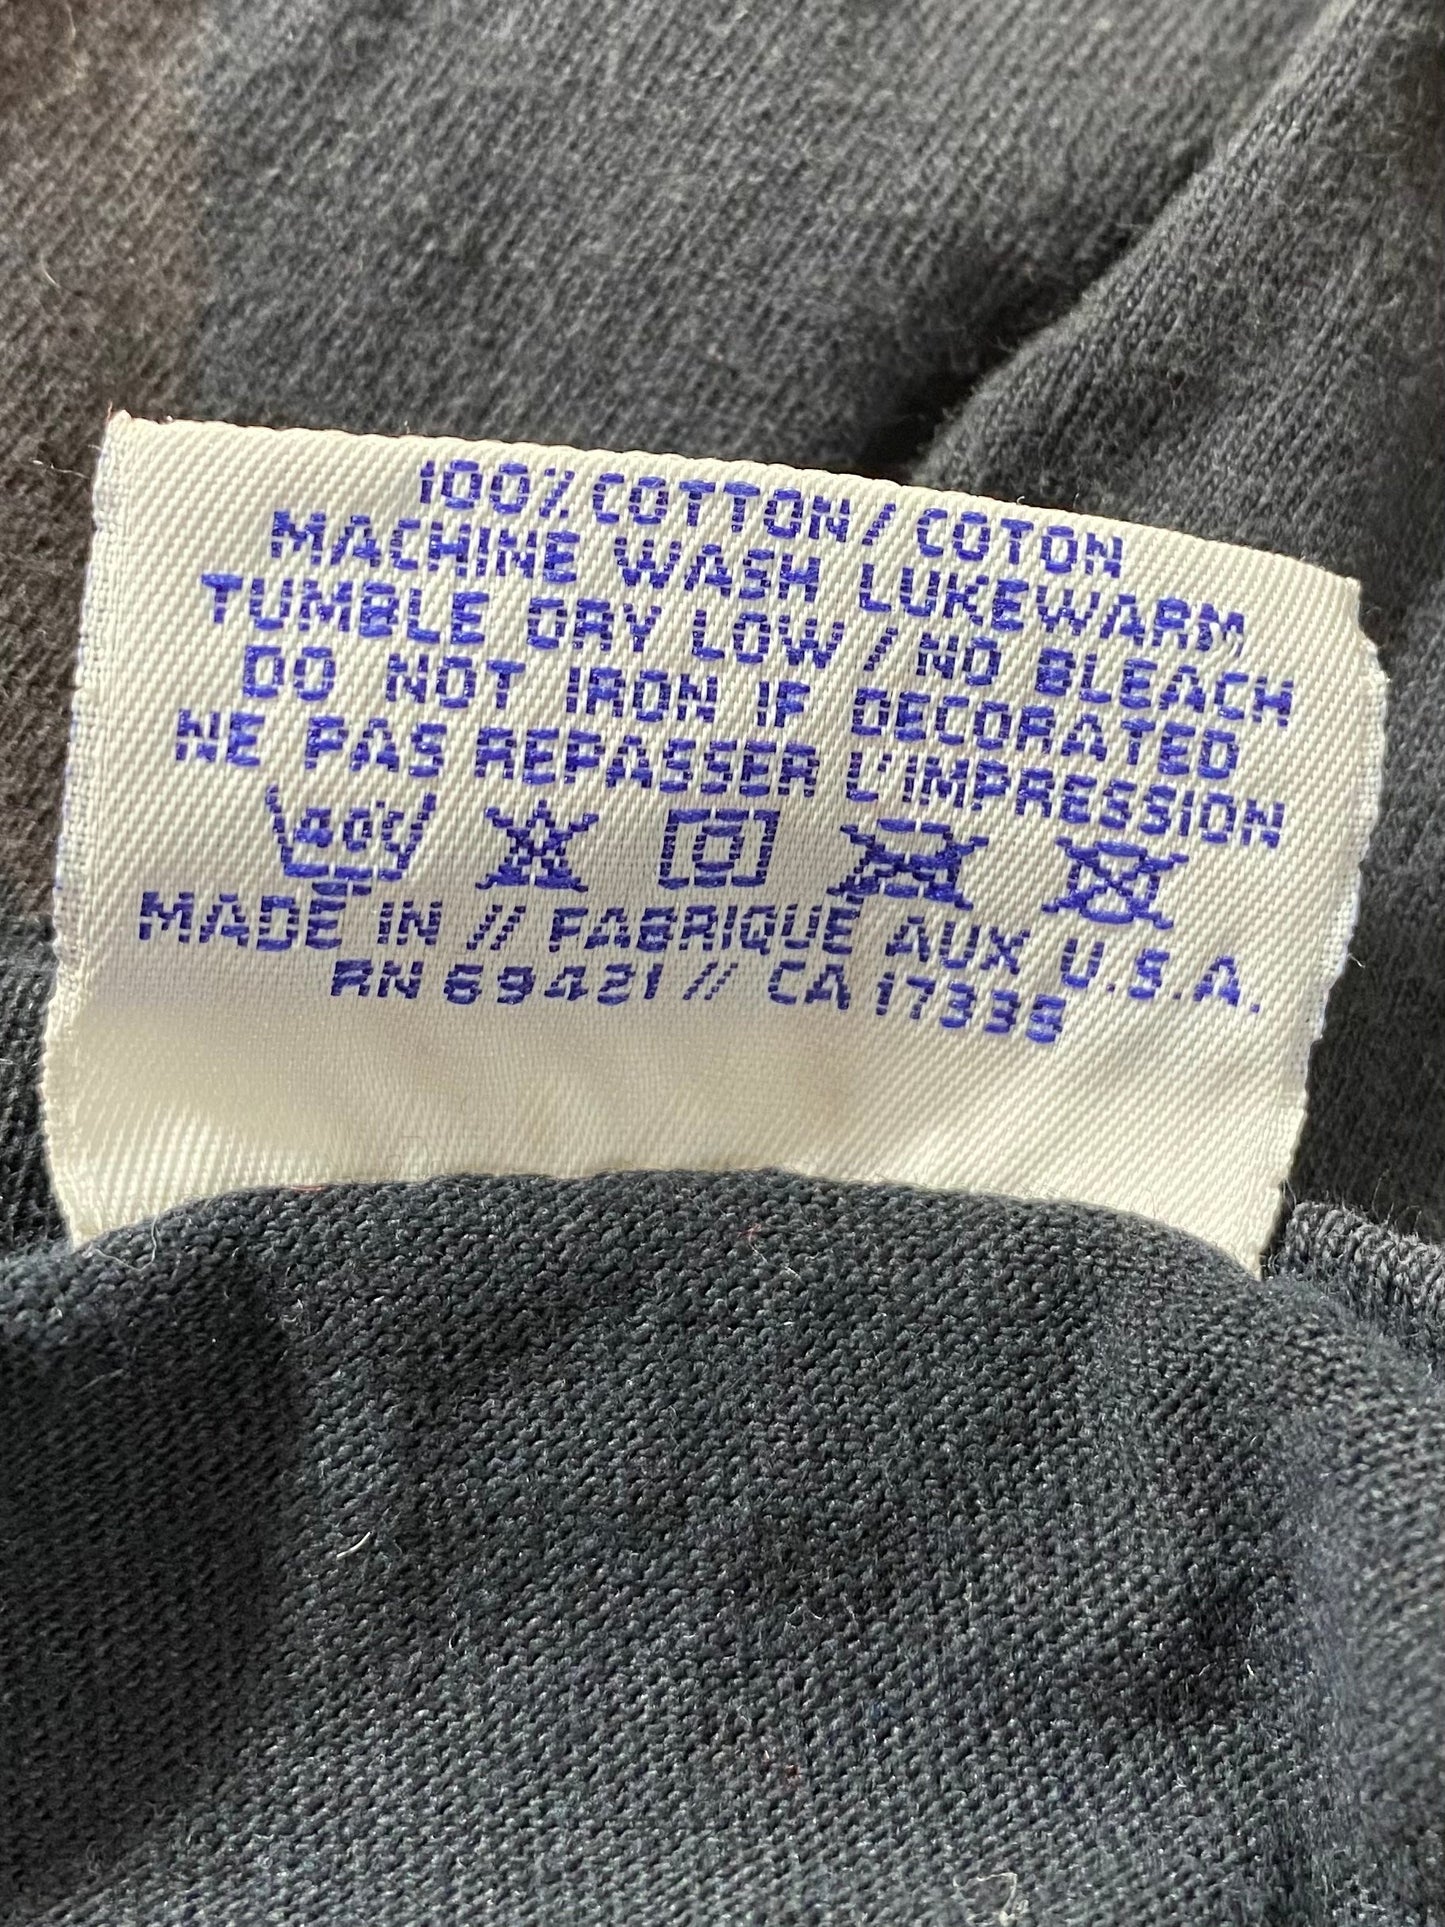 100% COTTON / COTON
MACHINE WASH LUKEWARM
TUMBLE DRY LOW / NO BLEACH
DO NOT IRON IF DECORATED
NE PAS REPASSER L'IMPRESSION
40°
MADE IN // FABRIQUE AUX U.S.A.
RN 69421 // CA 17338